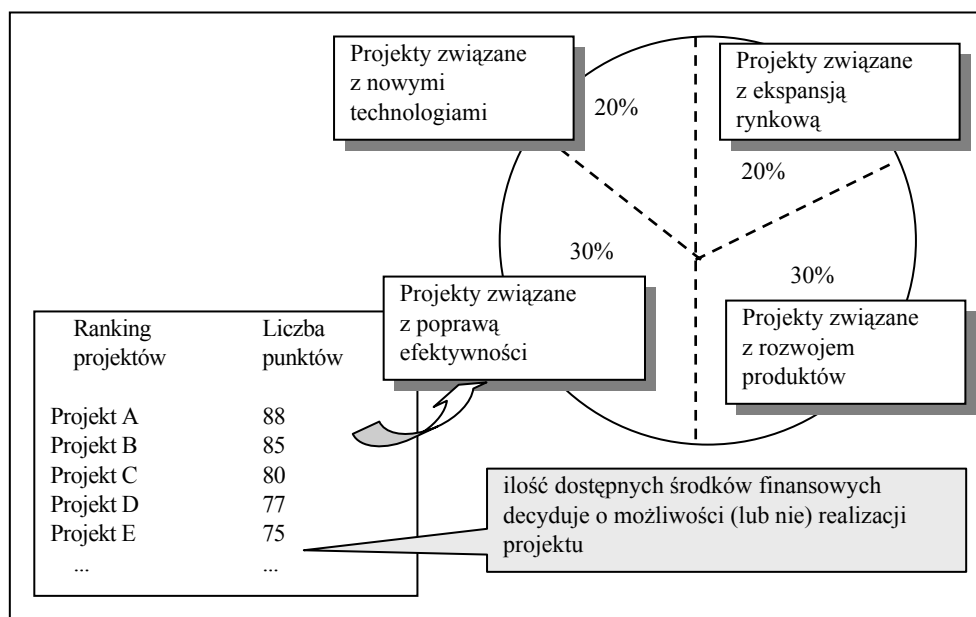 Projekty związane
z nowymi
technologiami
20%
Projekty związane
z ekspansją
rynkową
20%
30%
Projekty związane
z poprawą
efektywności
30%
Projekty związane
z rozwojem
produktów
Ranking projektów
Liczba punktów
Projekt A 88
Projekt B 85
Projekt C 80
Projekt D 77
Projekt E 75
... ...
ilość dostępnych środków finansowych
decyduje o możliwości (lub nie) realizacji
projektu